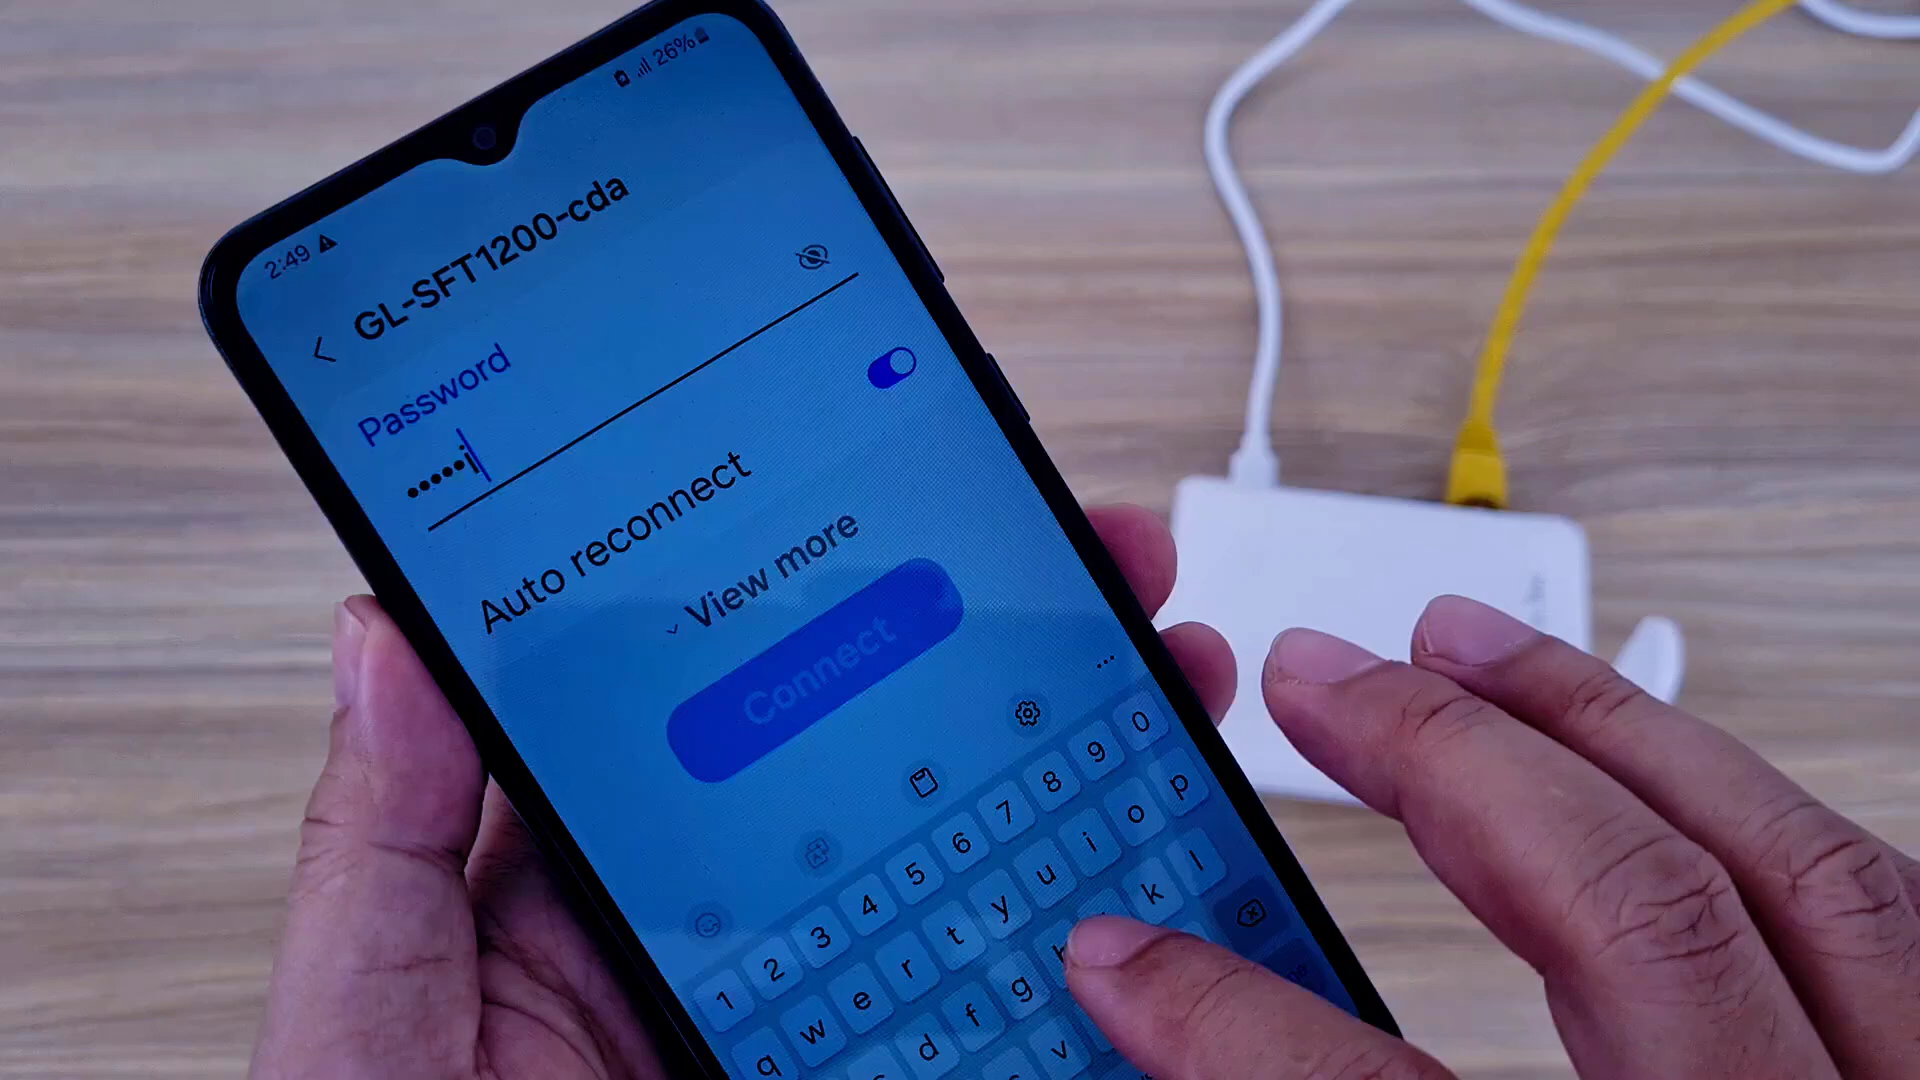 2:49
26%
GL-SFT1200-cda
Password
•••••i
Auto reconnect
View more
Connect
1 2 3 4 5 6 7 8 9 0
q w e r t y u i o p
d f g h k l
v